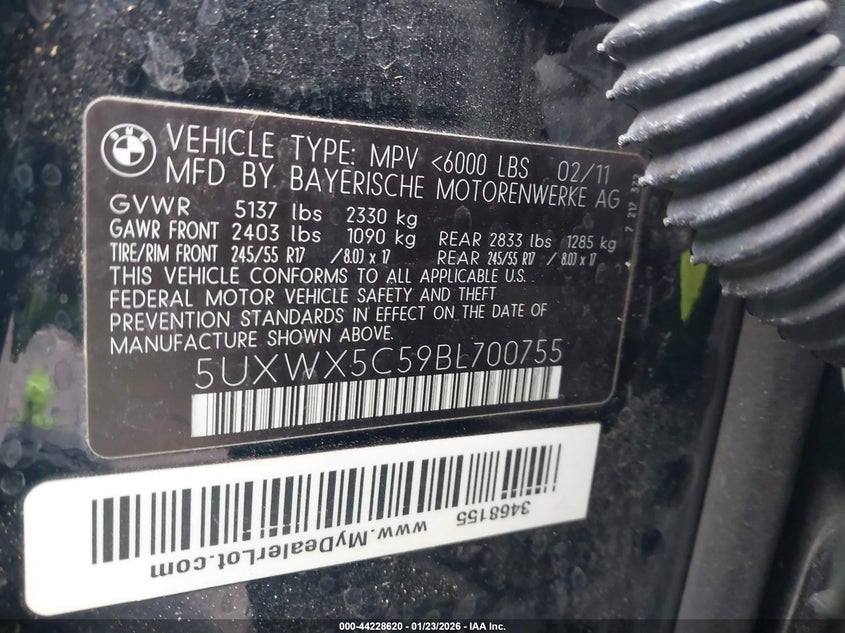 BMW
VEHICLE TYPE: MPV <6000 LBS 02/11
MFD BY BAYERISCHE MOTORENWERKE AG
GVWR 5137 lbs 2330 kg
GAWR FRONT 2403 lbs 1090 kg REAR 2833 lbs 1285 kg
TIRE/RIM FRONT 245/55 R17 / 8.0J x 17 REAR 245/55 R17 / 8.0J x 17
THIS VEHICLE CONFORMS TO ALL APPLICABLE U.S.
FEDERAL MOTOR VEHICLE SAFETY AND THEFT
PREVENTION STANDARDS IN EFFECT ON THE DATE OF
MANUFACTURE SHOWN ABOVE.
5UXWX5C59BL700755
3468155
www.MyDealerLot.com
000-44228620 - 01/23/2026 - IAA Inc.